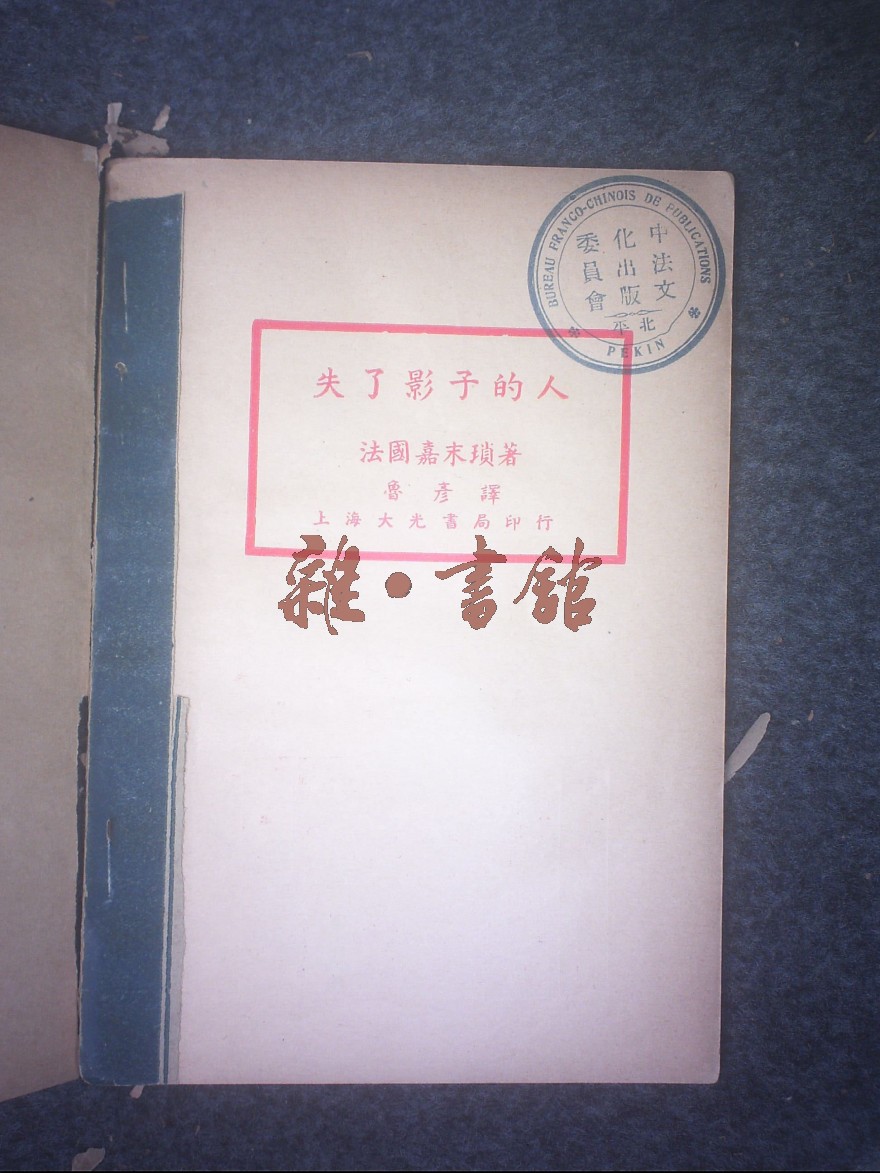 BUREAU FRANCO-CHINOIS DE PUBLICATIONS
中法文
化出版
委員會
北平
PEKIN
失了影子的人
法國嘉末瑣著
魯彥譯
上海大光書局印行
雜·書館